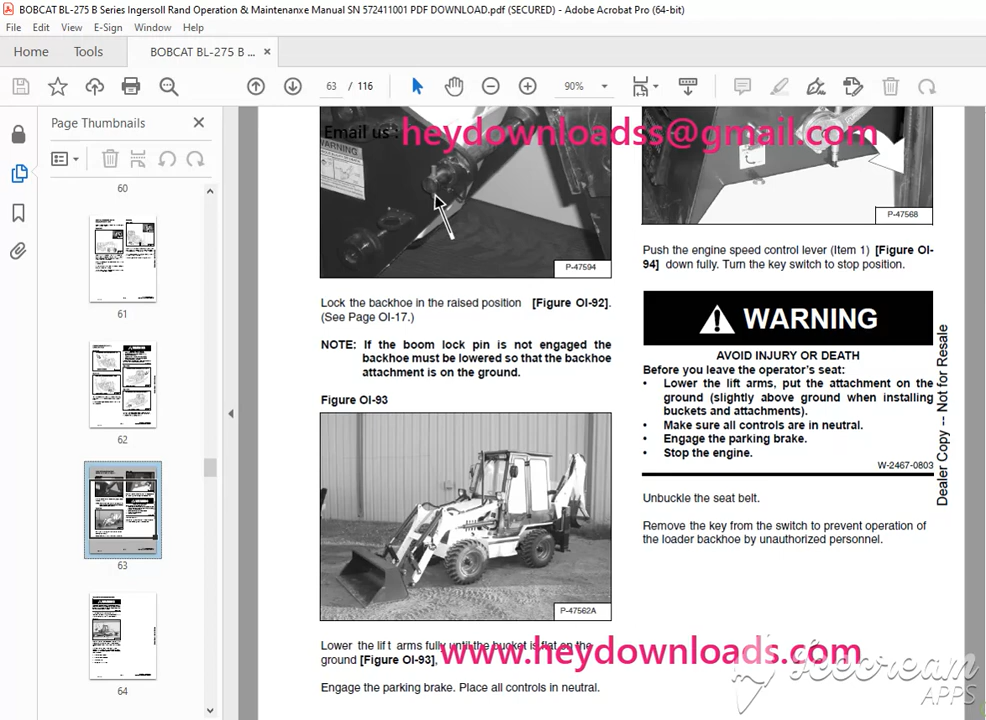 BOBCAT BL-275 B Series Ingersoll Rand Operation & Maintenanxe Manual SN 572411001 PDF DOWNLOAD.pdf (SECURED) - Adobe Acrobat Pro (64-bit)
File Edit View E-Sign Window Help
Home Tools BOBCAT BL-275 B ... ×
63 / 116 90%
Page Thumbnails
60
61
62
63
64
Email us : heydownloadss@gmail.com
WARNING
P-47594
Lock the backhoe in the raised position [Figure OI-92].
(See Page OI-17.)
NOTE: If the boom lock pin is not engaged the
backhoe must be lowered so that the backhoe
attachment is on the ground.
Figure OI-93
P-47562A
Lower the lift arms fully until the bucket is flat on the
ground [Figure OI-93],
www.heydownloads.com
Engage the parking brake. Place all controls in neutral.
P-47568
Push the engine speed control lever (Item 1) [Figure OI-
94] down fully. Turn the key switch to stop position.
WARNING
AVOID INJURY OR DEATH
Before you leave the operator's seat:
• Lower the lift arms, put the attachment on the
ground (slightly above ground when installing
buckets and attachments).
• Make sure all controls are in neutral.
• Engage the parking brake.
• Stop the engine.
W-2467-0803
Unbuckle the seat belt.
Remove the key from the switch to prevent operation of
the loader backhoe by unauthorized personnel.
Dealer Copy -- Not for Resale
Icecream
APPS